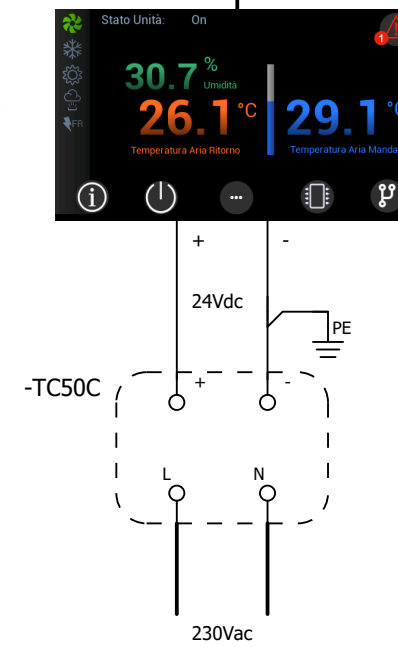 Stato Unità: On
1
30.7 %
Umidità
FR
26.1 °C 29.1 °C
Temperatura Aria Ritorno Temperatura Aria Manda
+ -
24Vdc
PE
-TC50C
+ -
L N
230Vac